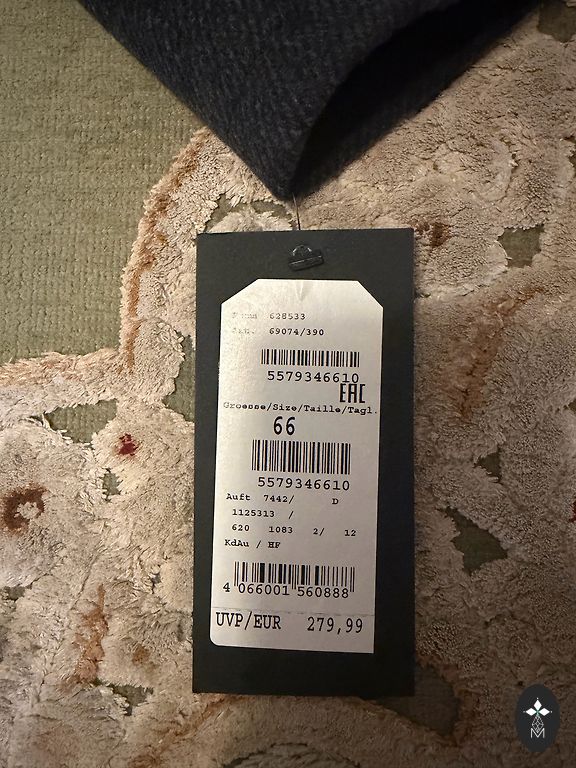 628533
69074/390
5579346610
EAC
Groesse/Size/Taille/Tagl.
66
5579346610
Auft 7442/ D
1125313 /
620 1083 2/ 12
KdAu / HF
4 066001 560888
UVP/EUR 279,99
M